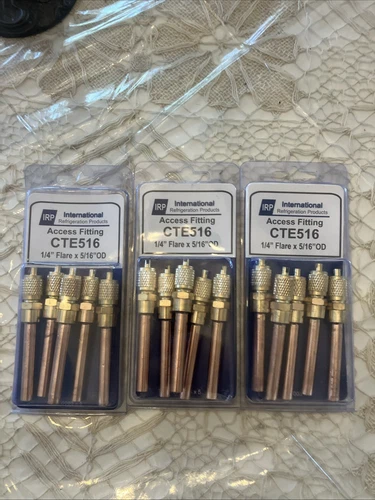 IRP International
Refrigeration Products
Access Fitting
CTE516
1/4" Flare x 5/16"OD
IRP International
Refrigeration Products
Access Fitting
CTE516
1/4" Flare x 5/16"OD
IRP International
Refrigeration Products
Access Fitting
CTE516
1/4" Flare x 5/16"OD